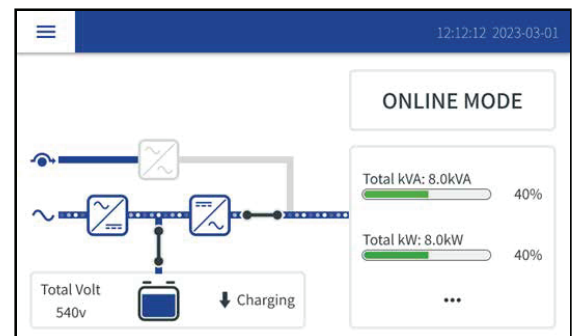 12:12:12 2023-03-01
ONLINE MODE
Total kVA: 8.0kVA
40%
Total kW: 8.0kW
40%
Total Volt
540v
Charging